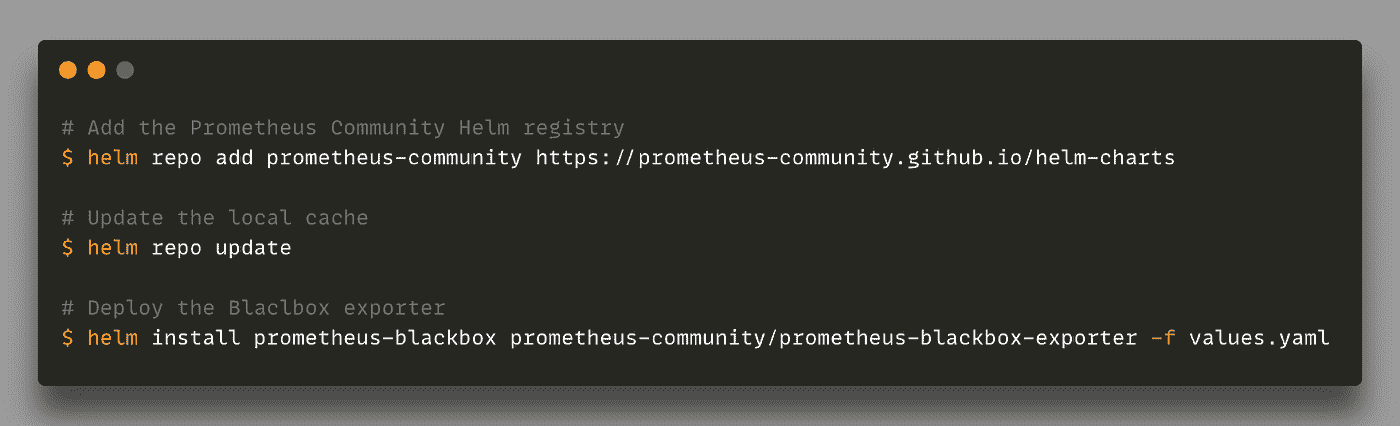 # Add the Prometheus Community Helm registry
$ helm repo add prometheus-community https://prometheus-community.github.io/helm-charts
# Update the local cache
$ helm repo update
# Deploy the Blaclbox exporter
$ helm install prometheus-blackbox prometheus-community/prometheus-blackbox-exporter -f values.yaml